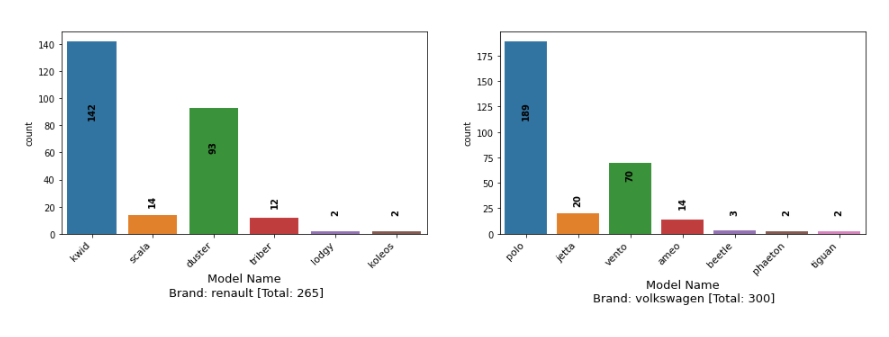 140
120
100
80
60
40
20
0
count
142
14
93
12
2
2
kwid
scala
duster
triber
lodgy
koleos
Model Name
Brand: renault [Total: 265]
175
150
125
100
75
50
25
0
count
189
20
70
14
3
2
2
polo
jetta
vento
ameo
beetle
phaeton
tiguan
Model Name
Brand: volkswagen [Total: 300]